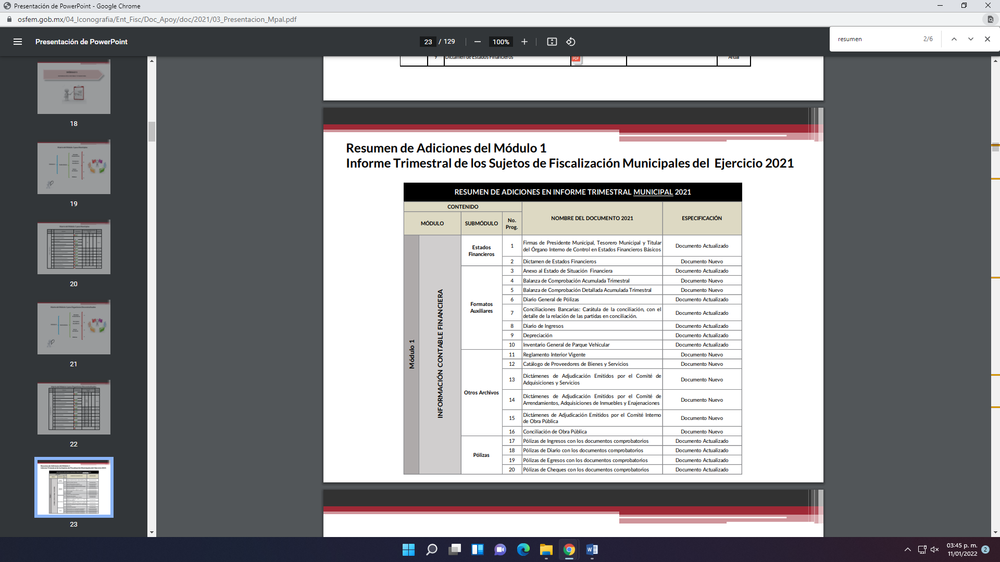 Presentación de PowerPoint - Google Chrome
osfem.gob.mx/04_Iconografia/Ent_Fisc/Doc_Apoy/doc/2021/03_Presentacion_Mpal.pdf
Presentación de PowerPoint
23 / 129
100%
resumen
2/6
18
19
20
21
22
23
9 Dictamen de Estados Financieros PDF Anual
Resumen de Adiciones del Módulo 1
Informe Trimestral de los Sujetos de Fiscalización Municipales del Ejercicio 2021
RESUMEN DE ADICIONES EN INFORME TRIMESTRAL MUNICIPAL 2021
CONTENIDO
MÓDULO
SUBMÓDULO
No.
Prog.
NOMBRE DEL DOCUMENTO 2021
ESPECIFICACIÓN
Módulo 1
INFORMACIÓN CONTABLE FINANCIERA
Estados
Financieros
1 Firmas de Presidente Municipal, Tesorero Municipal y Titular
del Órgano Interno de Control en Estados Financieros Básicos
Documento Actualizado
2 Dictamen de Estados Financieros Documento Nuevo
Formatos
Auxiliares
3 Anexo al Estado de Situación Financiera Documento Actualizado
4 Balanza de Comprobación Acumulada Trimestral Documento Nuevo
5 Balanza de Comprobación Detallada Acumulada Trimestral Documento Nuevo
6 Diario General de Pólizas Documento Actualizado
7 Conciliaciones Bancarias: Carátula de la conciliación, con el
detalle de la relación de las partidas en conciliación.
Documento Actualizado
8 Diario de Ingresos Documento Actualizado
9 Depreciación Documento Actualizado
10 Inventario General de Parque Vehicular Documento Actualizado
Otros Archivos
11 Reglamento Interior Vigente Documento Nuevo
12 Catálogo de Proveedores de Bienes y Servicios Documento Nuevo
13 Dictámenes de Adjudicación Emitidos por el Comité de
Adquisiciones y Servicios
Documento Nuevo
14 Dictámenes de Adjudicación Emitidos por el Comité de
Arrendamientos, Adquisiciones de Inmuebles y Enajenaciones
Documento Nuevo
15 Dictámenes de Adjudicación Emitidos por el Comité Interno
de Obra Pública
Documento Nuevo
16 Conciliación de Obra Pública Documento Nuevo
Pólizas
17 Pólizas de Ingresos con los documentos comprobatorios Documento Actualizado
18 Pólizas de Diario con los documentos comprobatorios Documento Actualizado
19 Pólizas de Egresos con los documentos comprobatorios Documento Actualizado
20 Pólizas de Cheques con los documentos comprobatorios Documento Actualizado
03:45 p. m.
11/01/2022
2